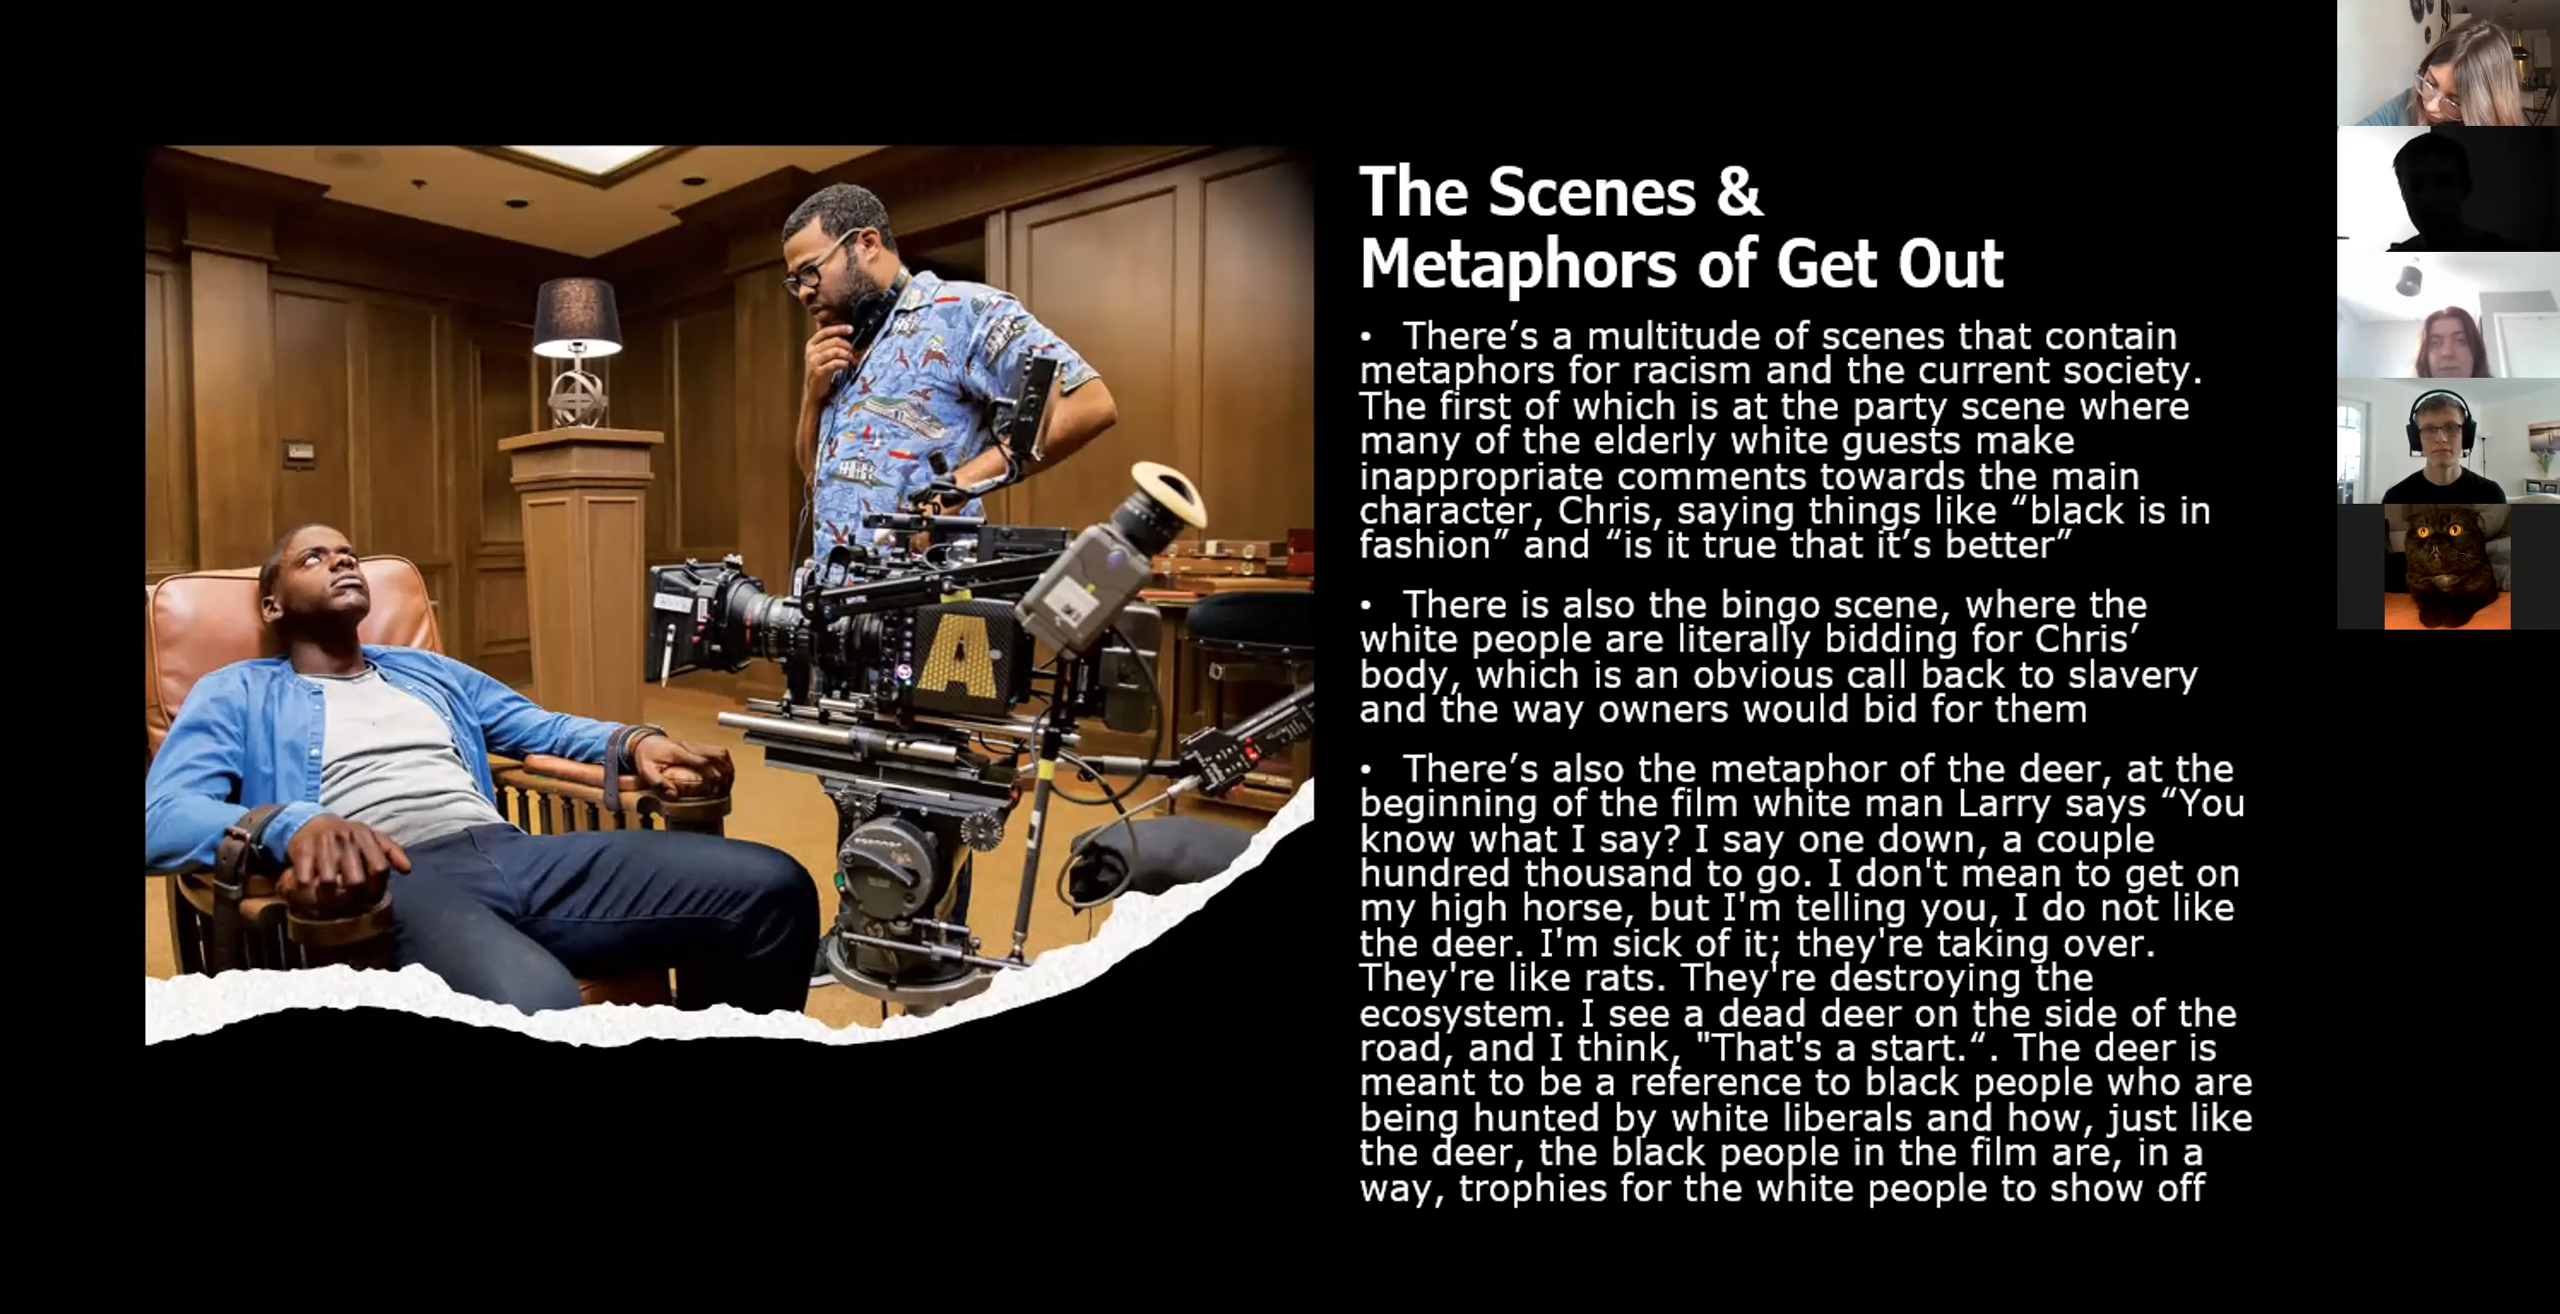 The Scenes &
Metaphors of Get Out
• There’s a multitude of scenes that contain
metaphors for racism and the current society.
The first of which is at the party scene where
many of the elderly white guests make
inappropriate comments towards the main
character, Chris, saying things like “black is in
fashion” and “is it true that it’s better”
• There is also the bingo scene, where the
white people are literally bidding for Chris’
body, which is an obvious call back to slavery
and the way owners would bid for them
• There’s also the metaphor of the deer, at the
beginning of the film white man Larry says “You
know what I say? I say one down, a couple
hundred thousand to go. I don't mean to get on
my high horse, but I'm telling you, I do not like
the deer. I'm sick of it; they're taking over.
They're like rats. They're destroying the
ecosystem. I see a dead deer on the side of the
road, and I think, "That's a start.“. The deer is
meant to be a reference to black people who are
being hunted by white liberals and how, just like
the deer, the black people in the film are, in a
way, trophies for the white people to show off
A